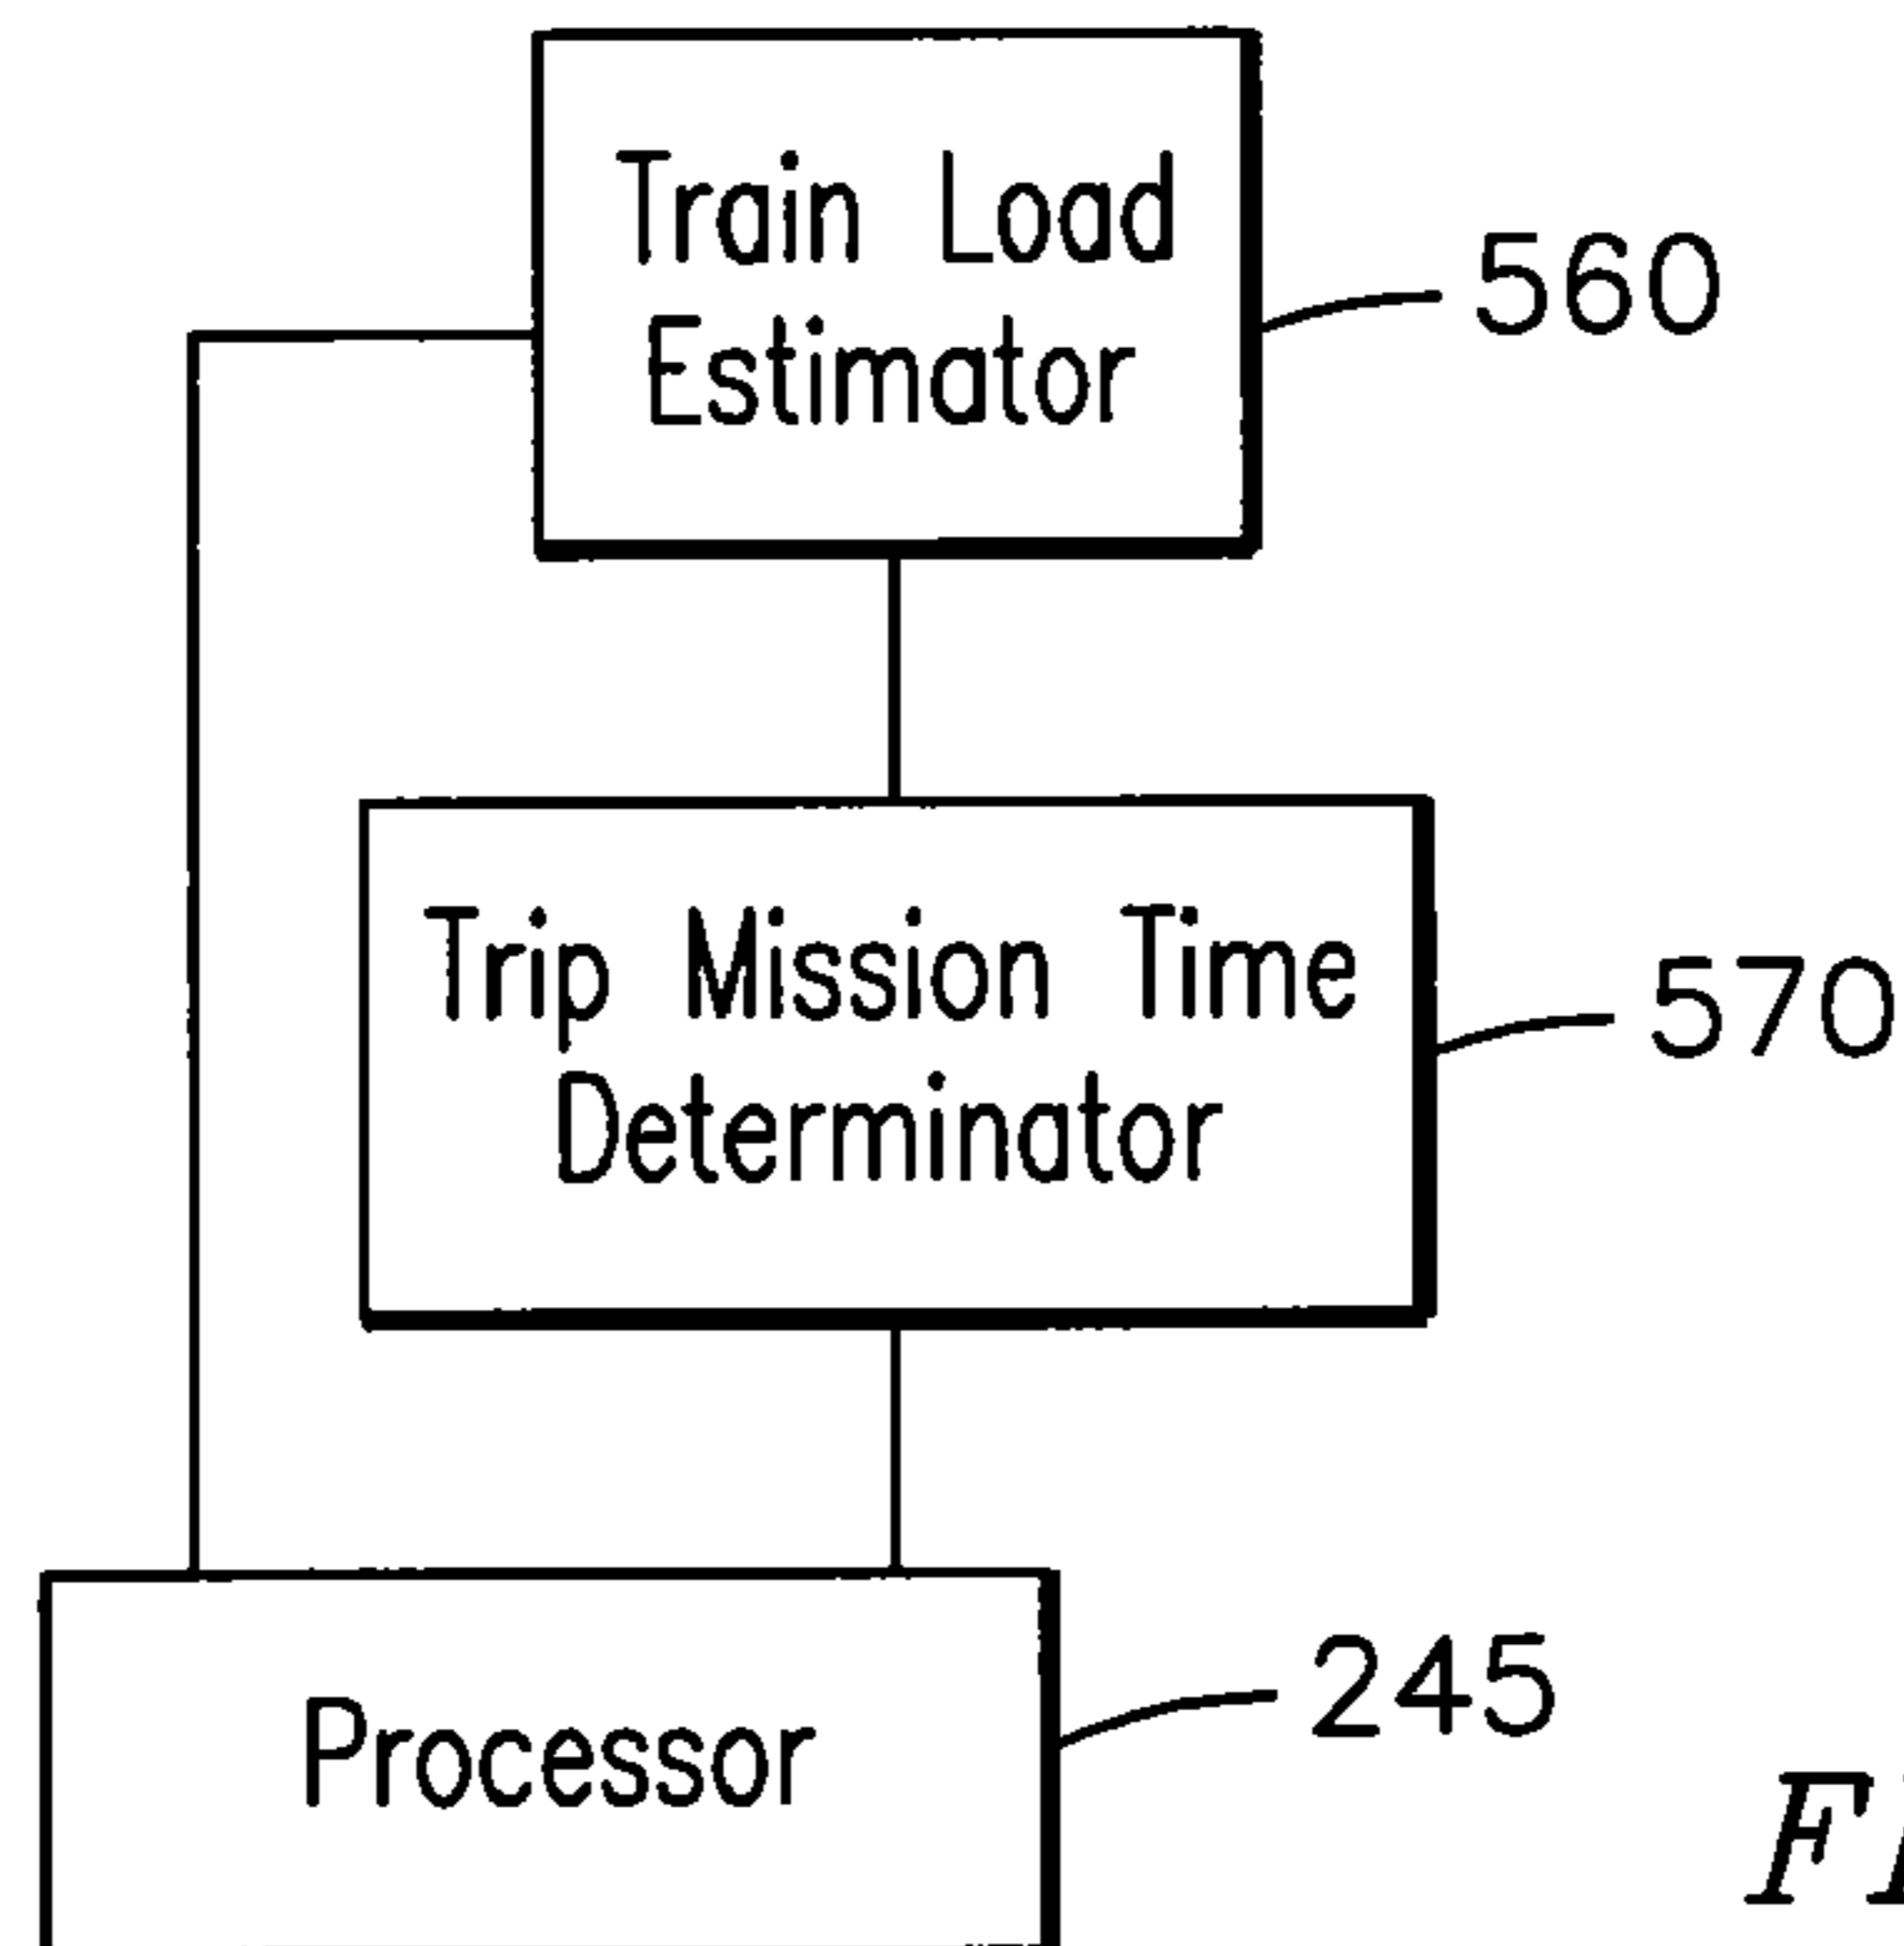 Train Load
Estimator
560
Trip Mission Time
Determinator
570
245
Processor